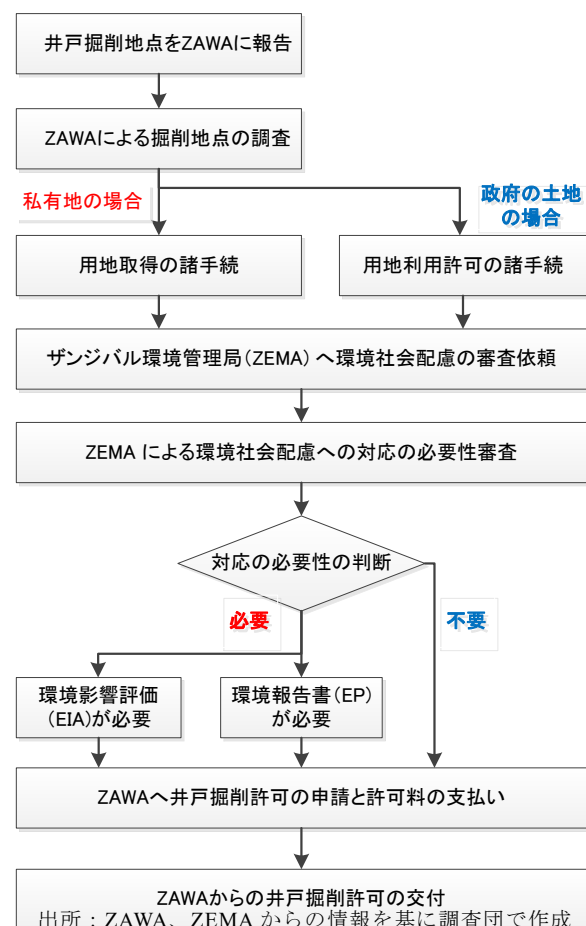 井戸掘削地点をZAWAに報告
ZAWAによる掘削地点の調査
私有地の場合
政府の土地
の場合
用地取得の諸手続
用地利用許可の諸手続
ザンジバル環境管理局(ZEMA) へ環境社会配慮の審査依頼
ZEMA による環境社会配慮への対応の必要性審査
対応の必要性の判断
必要
不要
環境影響評価
(EIA)が必要
環境報告書(EP)
が必要
ZAWAへ井戸掘削許可の申請と許可料の支払い
ZAWAからの井戸掘削許可の交付
出所：ZAWA、ZEMA からの情報を基に調査団で作成